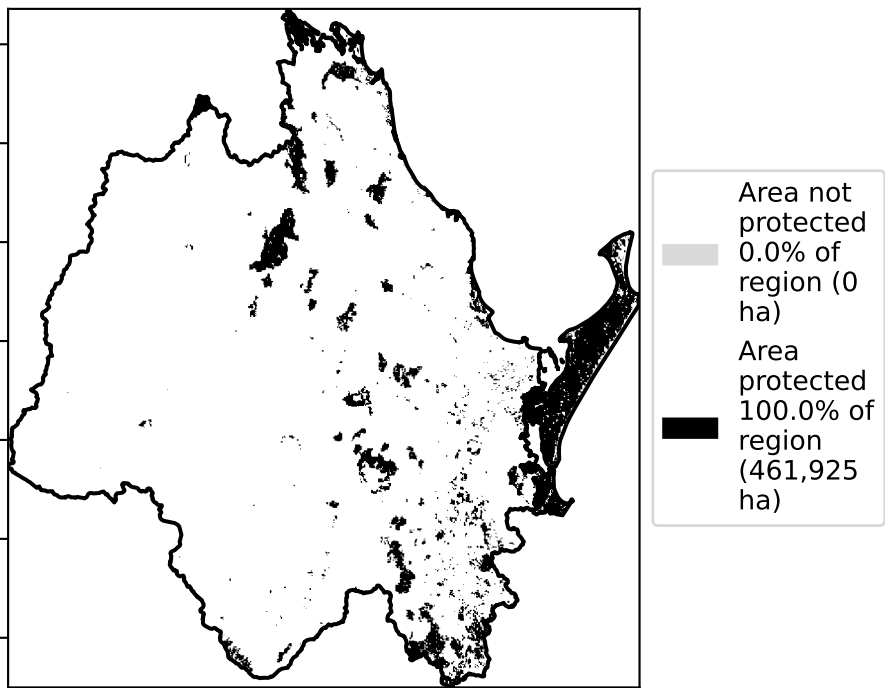 Area not
protected
0.0% of
region (0
ha)
Area
protected
100.0% of
region
(461,925
ha)